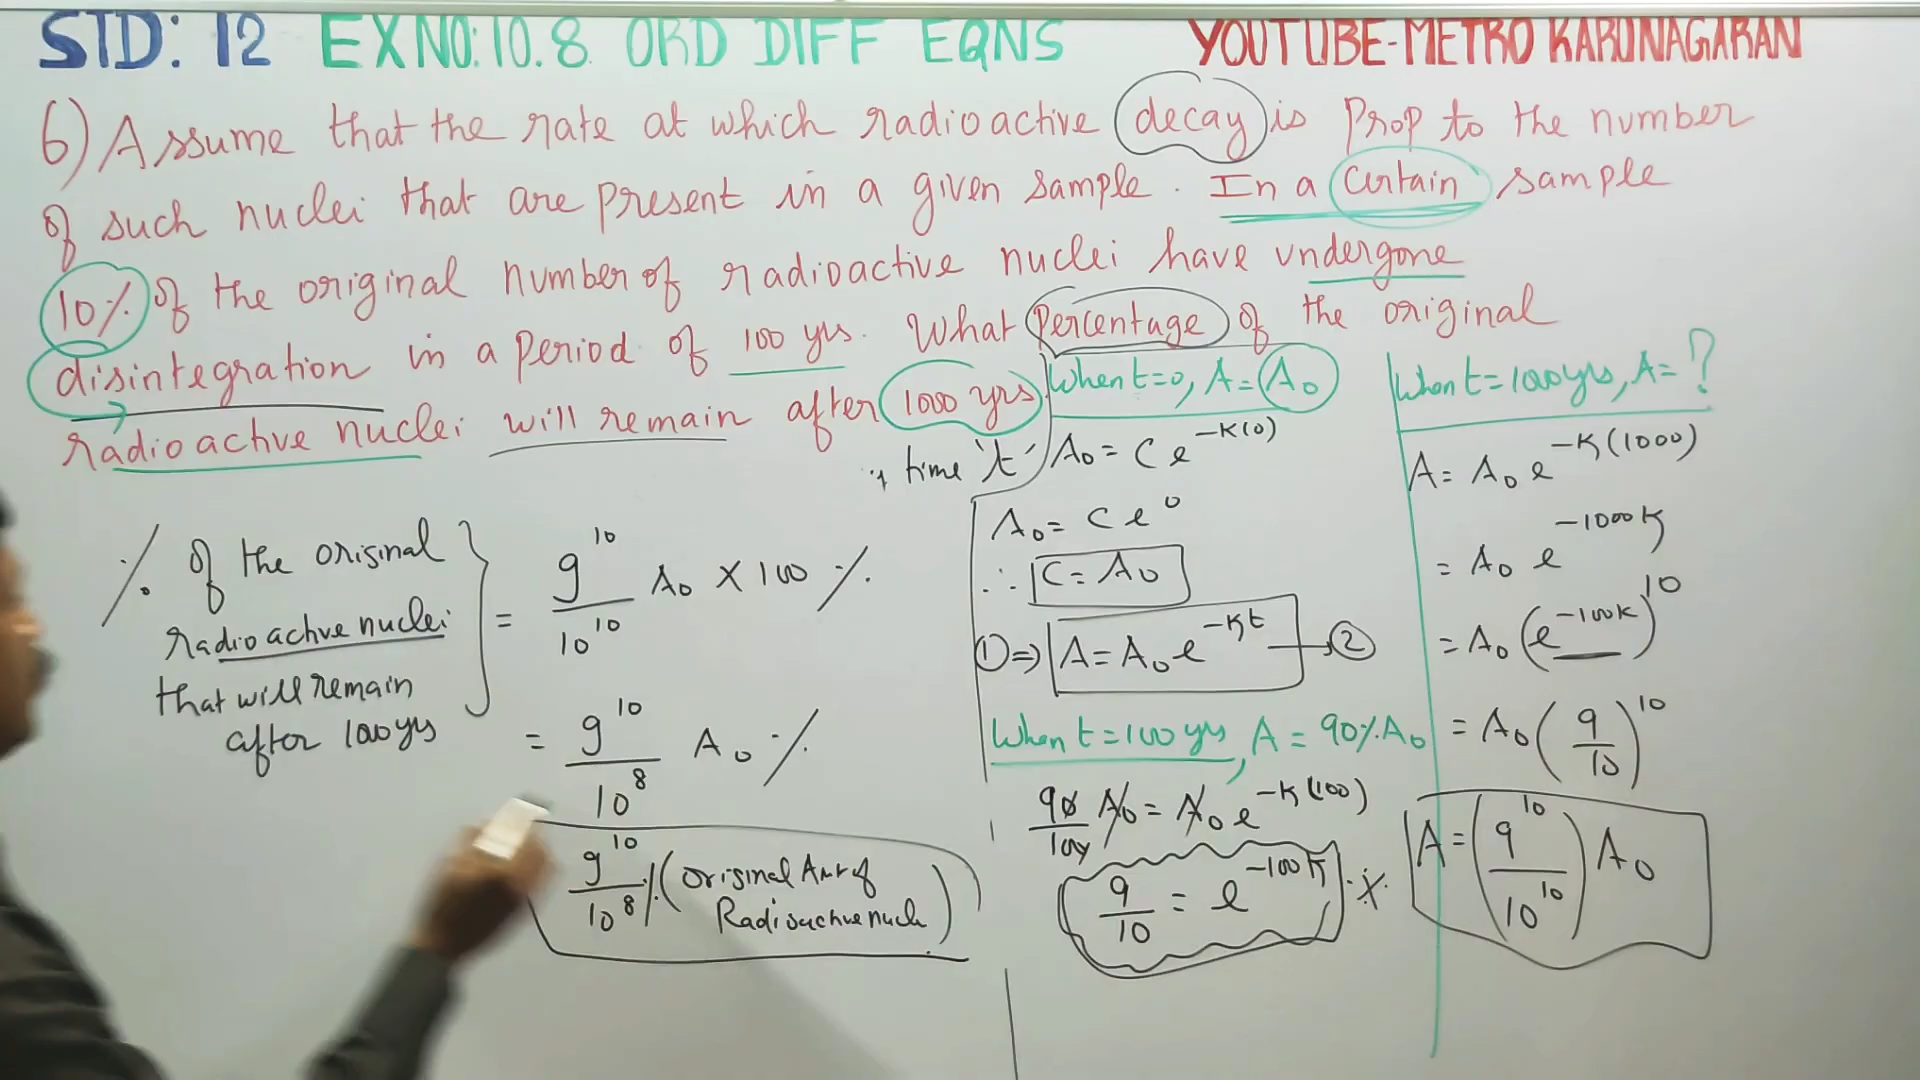 STD: 12 EX NO: 10.8 ORD DIFF EQNS YOUTUBE-METRO KARUNAGARAN
6) Assume that the rate at which radioactive decay is Prop to the number
of such nuclei that are present in a given sample. In a certain sample
10% of the original number of radioactive nuclei have undergone
disintegration in a period of 100 yrs. What Percentage of the original
radioactive nuclei will remain after 1000 yrs.
time 't'
% of the original
radioactive nuclei
that will remain
after 1000 yrs
= 9^10/10^10 A₀ X 100 %
= 9^10/10^8 A₀ %
9^10/10^8 % (Original Amt of
Radioactive nuclei)
When t=0, A=A₀
A₀ = C e^-K(0)
A₀ = C e^0
∴ C = A₀
① ⇒ A = A₀ e^-Kt → ②
When t=100 yrs, A = 90% A₀
90/100 A₀ = A₀ e^-K(100)
9/10 = e^-100K
When t=1000 yrs, A = ?
A = A₀ e^-K(1000)
= A₀ e^-1000K
= A₀ (e^-100K)^10
= A₀ (9/10)^10
A = (9^10/10^10) A₀